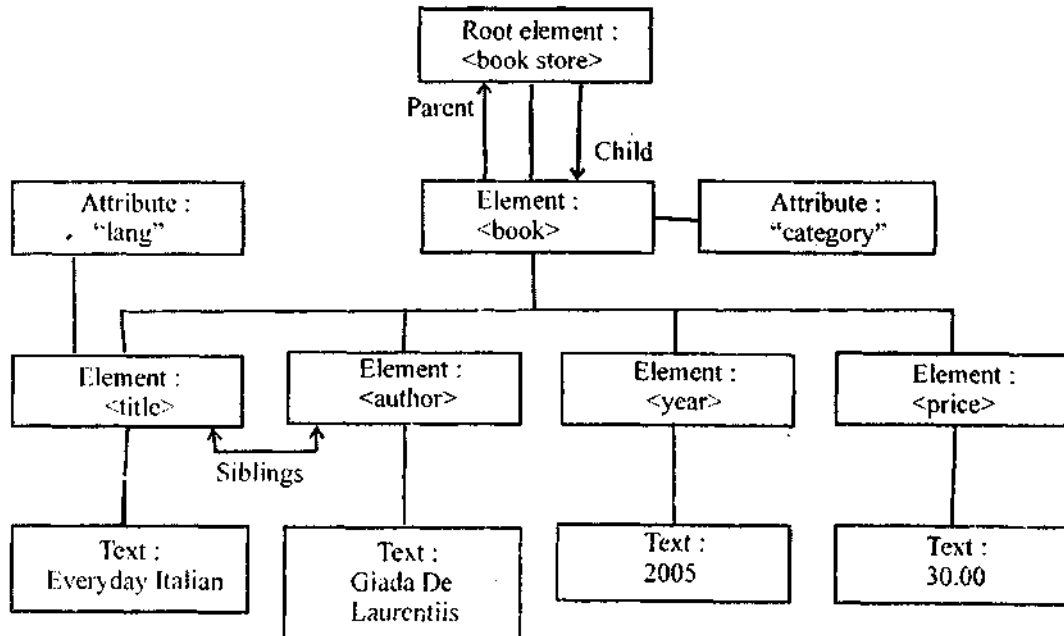 Root element :
<book store>
Parent
Child
Attribute :
"lang"
Element :
<book>
Attribute :
"category"
Element :
<title>
Element :
<author>
Element :
<year>
Element :
<price>
Siblings
Text :
Everyday Italian
Text :
Giada De
Laurentiis
Text :
2005
Text :
30.00